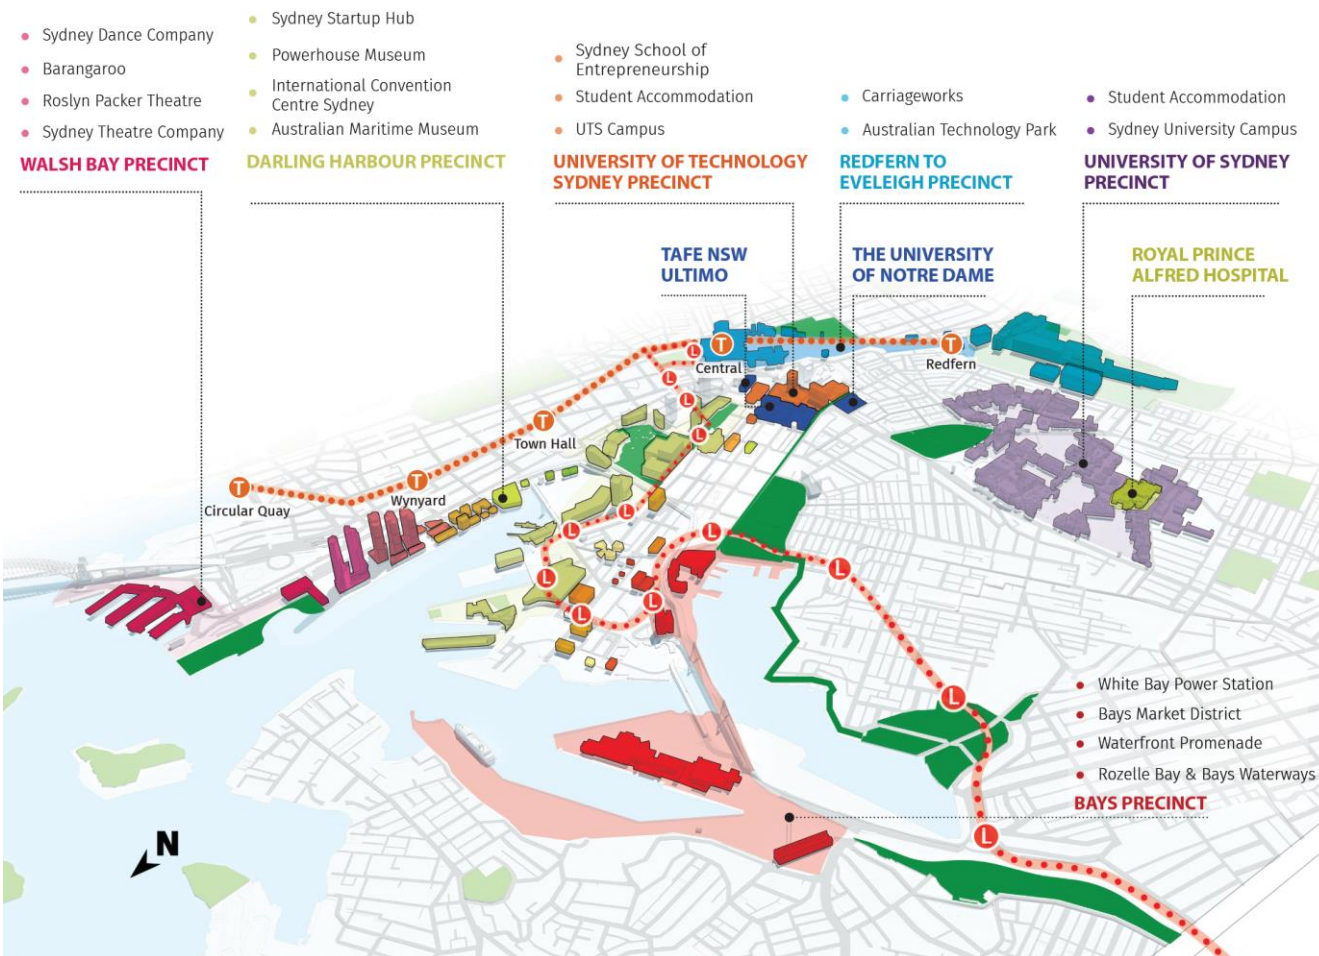 Sydney Dance Company
Barangaroo
Roslyn Packer Theatre
Sydney Theatre Company
WALSH BAY PRECINCT
Sydney Startup Hub
Powerhouse Museum
International Convention
Centre Sydney
Australian Maritime Museum
DARLING HARBOUR PRECINCT
Sydney School of
Entrepreneurship
Student Accommodation
UTS Campus
UNIVERSITY OF TECHNOLOGY
SYDNEY PRECINCT
Carriageworks
Australian Technology Park
REDFERN TO
EVELEIGH PRECINCT
Student Accommodation
Sydney University Campus
UNIVERSITY OF SYDNEY
PRECINCT
TAFE NSW
ULTIMO
THE UNIVERSITY
OF NOTRE DAME
ROYAL PRINCE
ALFRED HOSPITAL
T
Central
T
Redfern
L
L
L
L
T
Town Hall
T
Wynyard
T
Circular Quay
L
L
L
L
L
L
L
L
L
White Bay Power Station
Bays Market District
Waterfront Promenade
Rozelle Bay & Bays Waterways
BAYS PRECINCT
N